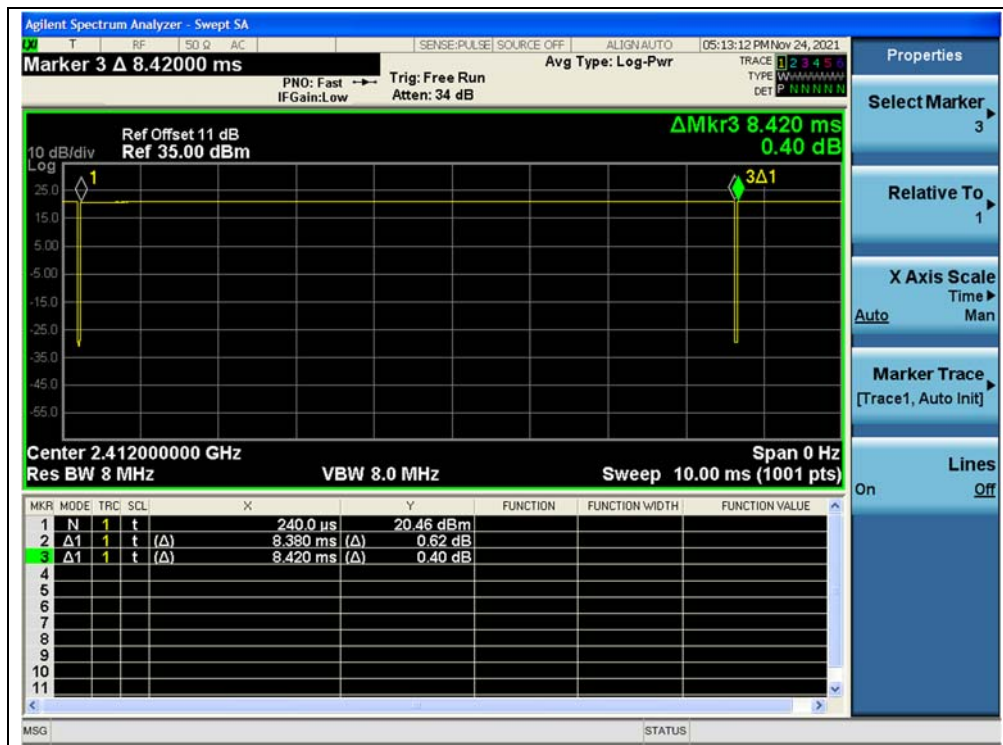 Agilent Spectrum Analyzer - Swept SA
LXI T RF 50 Ω AC SENSE:PULSE SOURCE OFF ALIGN AUTO 05:13:12 PM Nov 24, 2021
Marker 3 Δ 8.42000 ms
PNO: Fast
IFGain:Low
Trig: Free Run
Atten: 34 dB
Avg Type: Log-Pwr
TRACE 1 2 3 4 5 6
TYPE W
DET P N N N N N
ΔMkr3 8.420 ms
0.40 dB
Ref Offset 11 dB
10 dB/div Ref 35.00 dBm
Log
25.0
15.0
5.00
-5.00
-15.0
-25.0
-35.0
-45.0
-55.0
1
3Δ1
Center 2.412000000 GHz Span 0 Hz
Res BW 8 MHz VBW 8.0 MHz Sweep 10.00 ms (1001 pts)
MKR MODE TRC SCL X Y FUNCTION FUNCTION WIDTH FUNCTION VALUE
1 N 1 t 240.0 µs 20.46 dBm
2 Δ1 1 t (Δ) 8.380 ms (Δ) 0.62 dB
3 Δ1 1 t (Δ) 8.420 ms (Δ) 0.40 dB
4
5
6
7
8
9
10
11
MSG STATUS
Properties
Select Marker
3
Relative To
1
X Axis Scale
Time
Auto Man
Marker Trace
[Trace1, Auto Init]
Lines
On Off